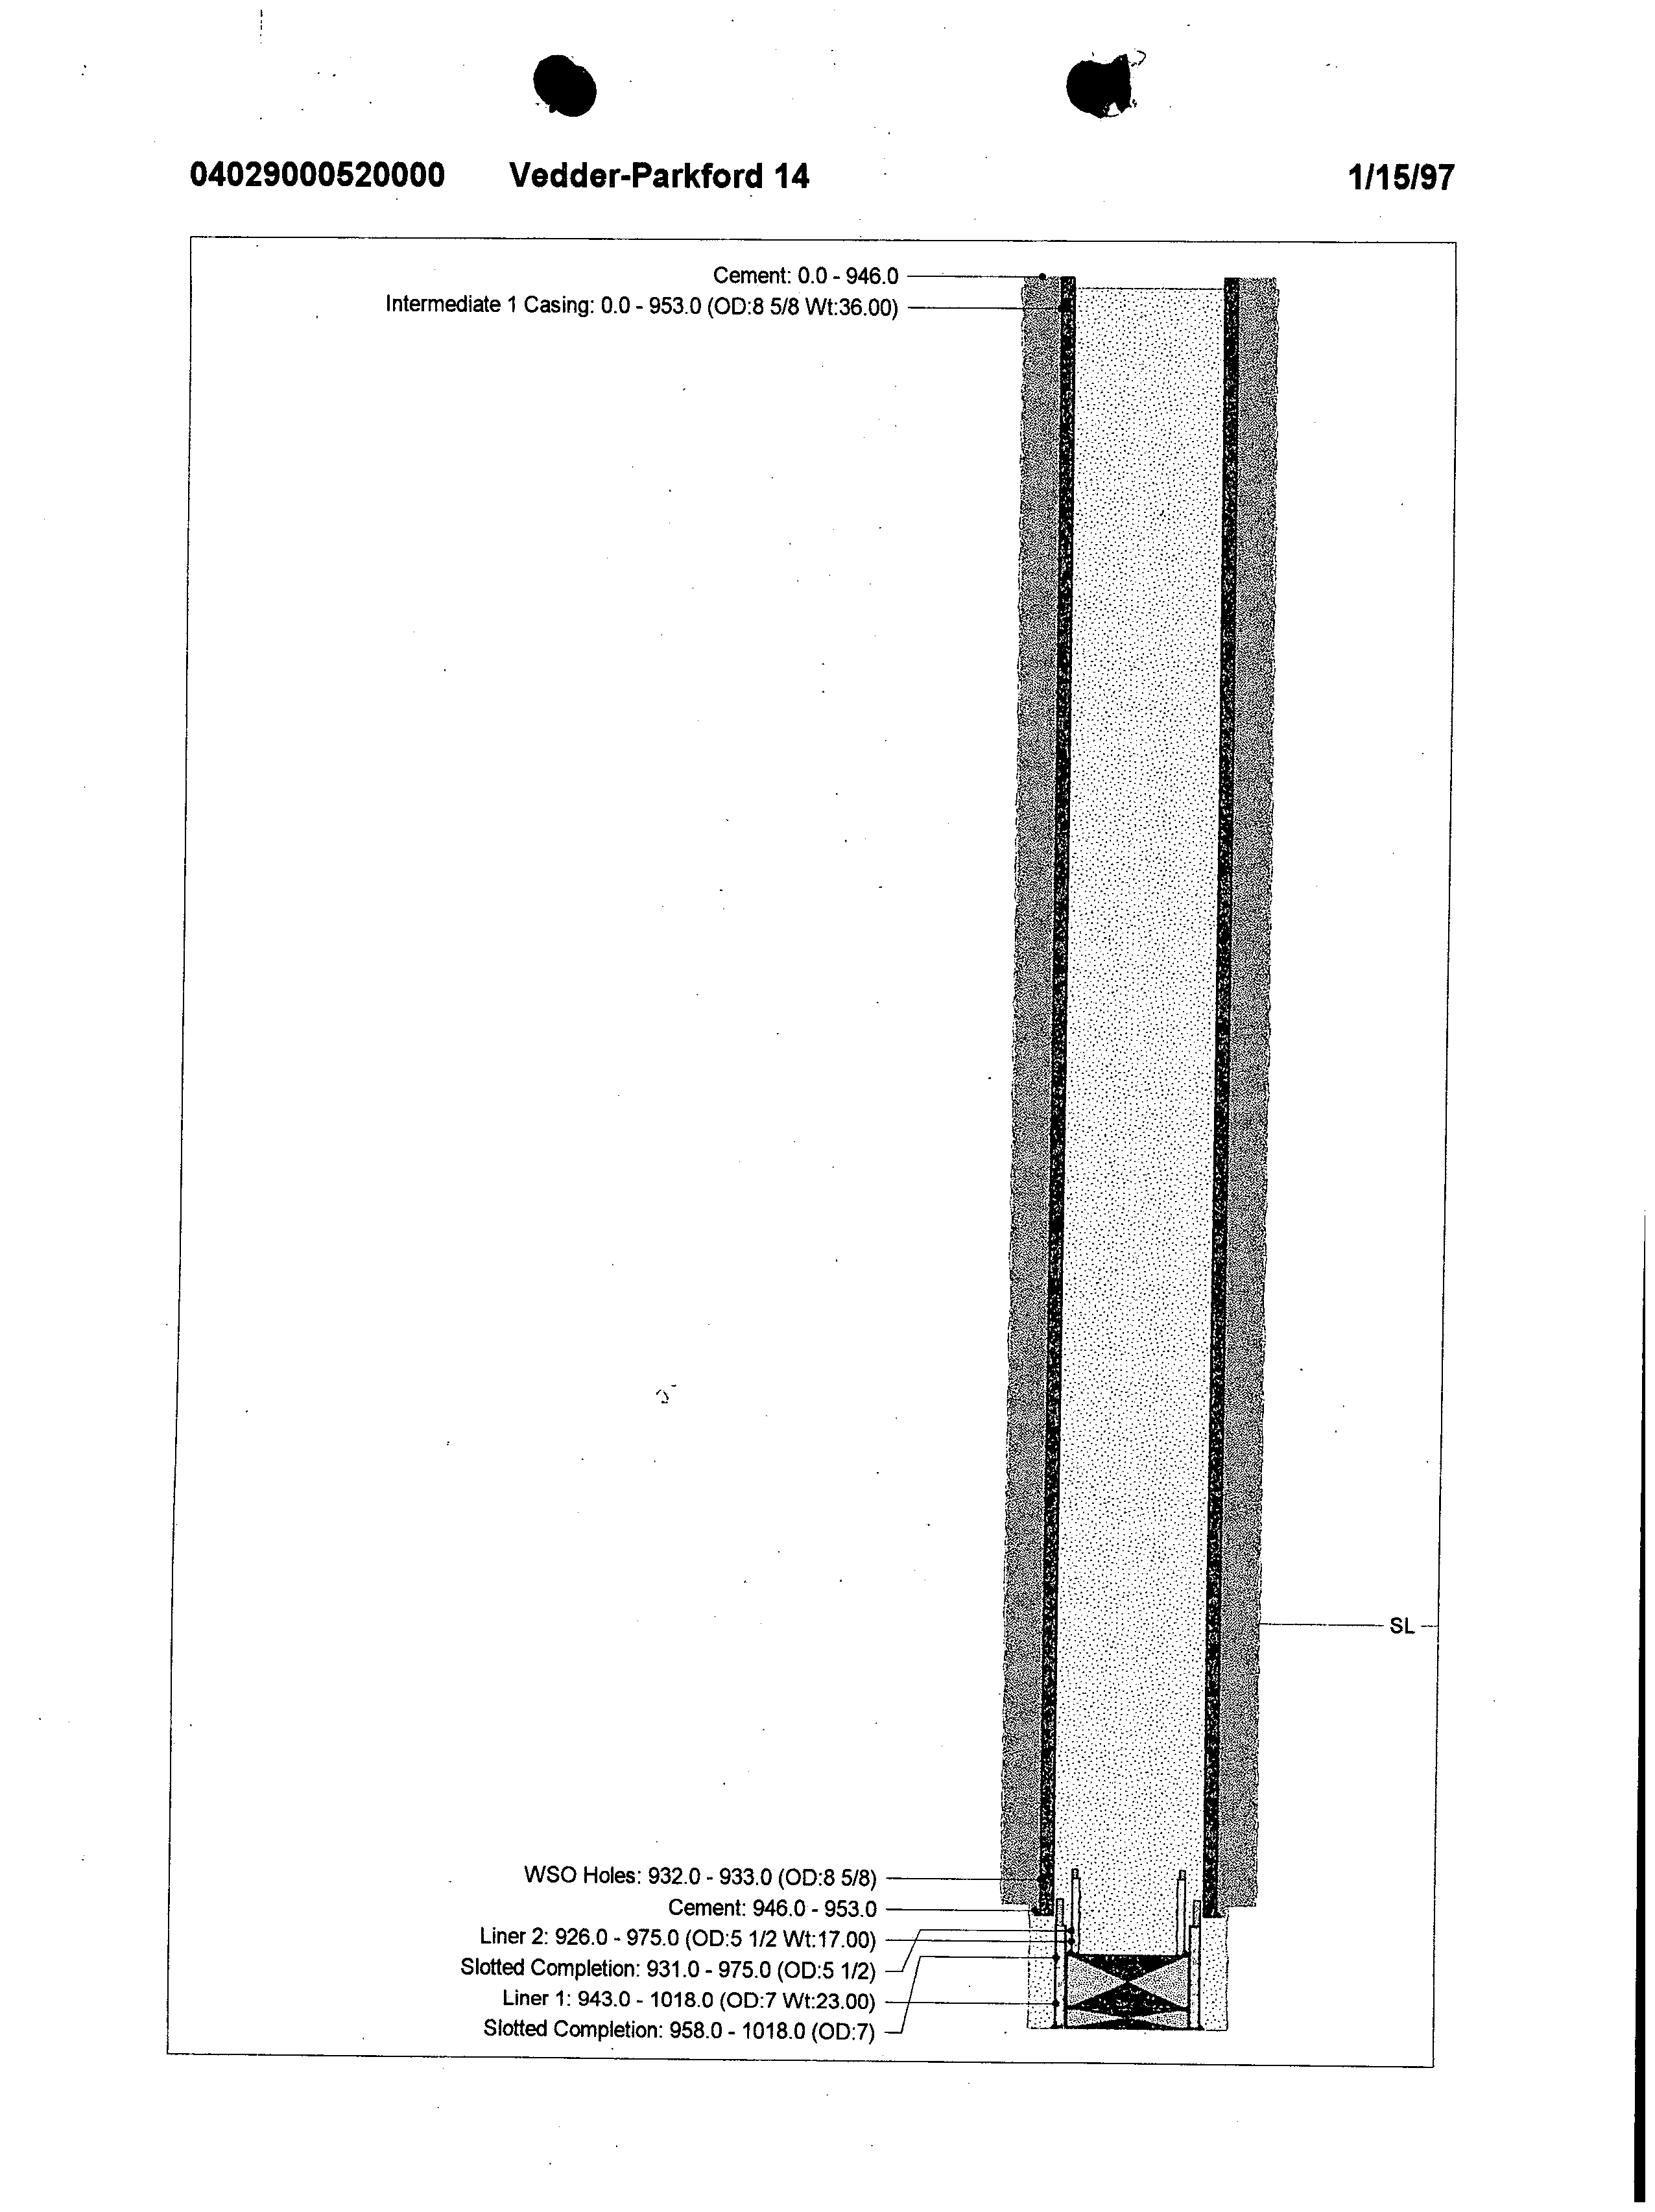 04029000520000 Vedder-Parkford 14 1/15/97
Cement: 0.0 - 946.0
Intermediate 1 Casing: 0.0 - 953.0 (OD:8 5/8 Wt:36.00)
SL
WSO Holes: 932.0 - 933.0 (OD:8 5/8)
Cement: 946.0 - 953.0
Liner 2: 926.0 - 975.0 (OD:5 1/2 Wt:17.00)
Slotted Completion: 931.0 - 975.0 (OD:5 1/2)
Liner 1: 943.0 - 1018.0 (OD:7 Wt:23.00)
Slotted Completion: 958.0 - 1018.0 (OD:7)